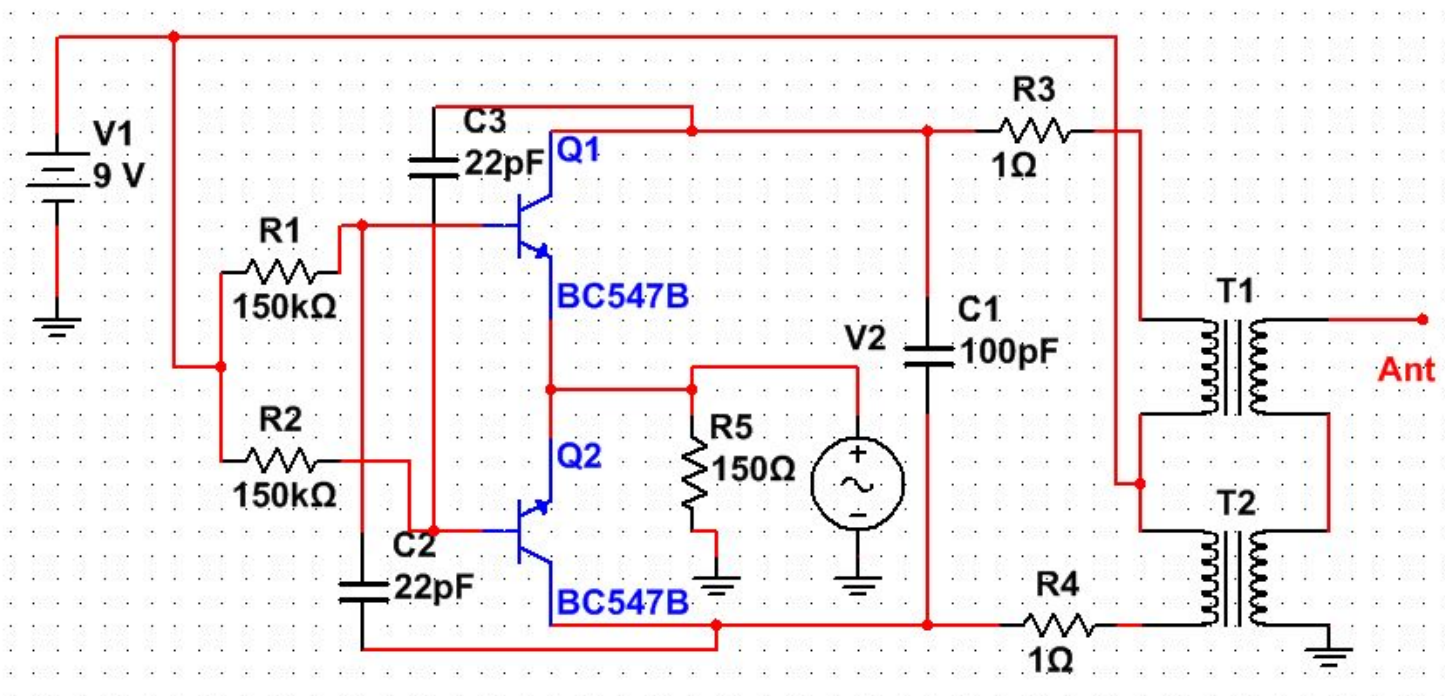 V1
9 V
R1
150kΩ
R2
150kΩ
C3
22pF
Q1
BC547B
C2
22pF
Q2
BC547B
R5
150Ω
V2
C1
100pF
R3
1Ω
R4
1Ω
T1
T2
Ant